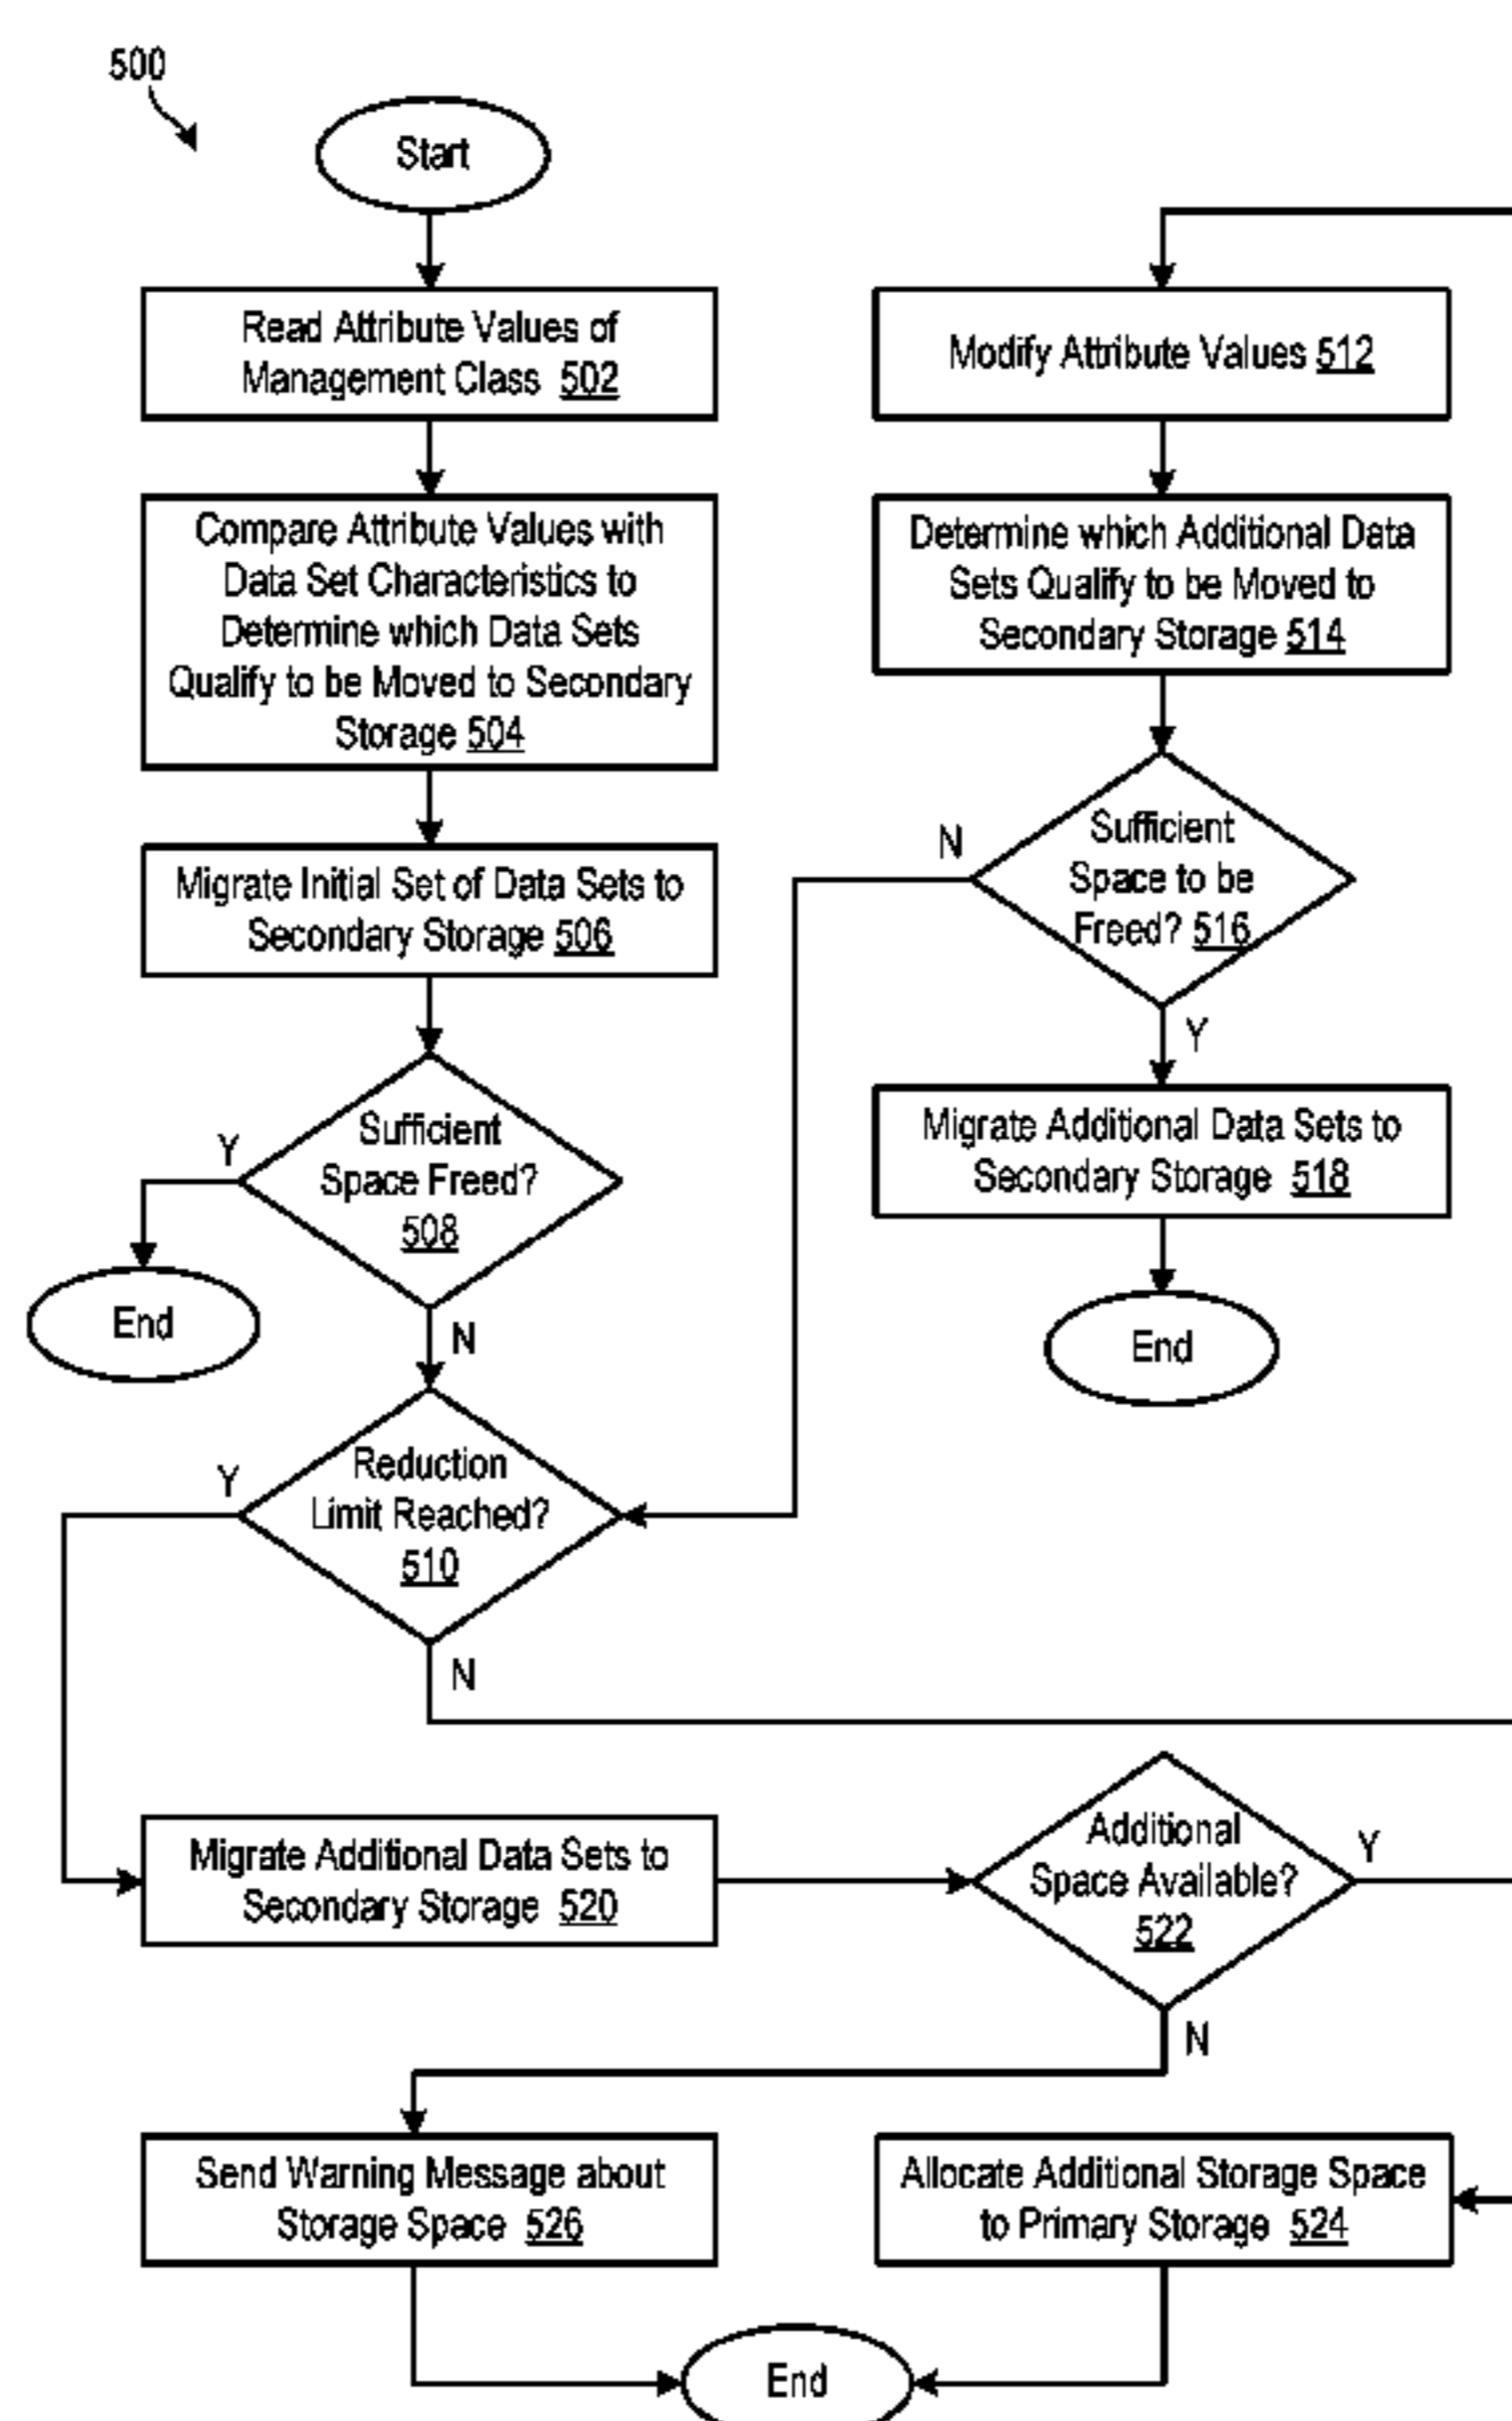 500
Start
Read Attribute Values of
Management Class 502
Compare Attribute Values with
Data Set Characteristics to
Determine which Data Sets
Qualify to be Moved to Secondary
Storage 504
Migrate Initial Set of Data Sets to
Secondary Storage 506
Sufficient
Space Freed?
508
Y
N
End
Reduction
Limit Reached?
510
Y
N
Modify Attribute Values 512
Determine which Additional Data
Sets Qualify to be Moved to
Secondary Storage 514
Sufficient
Space to be
Freed? 516
N
Y
Migrate Additional Data Sets to
Secondary Storage 518
End
Migrate Additional Data Sets to
Secondary Storage 520
Additional
Space Available?
522
Y
N
Send Warning Message about
Storage Space 526
Allocate Additional Storage Space
to Primary Storage 524
End